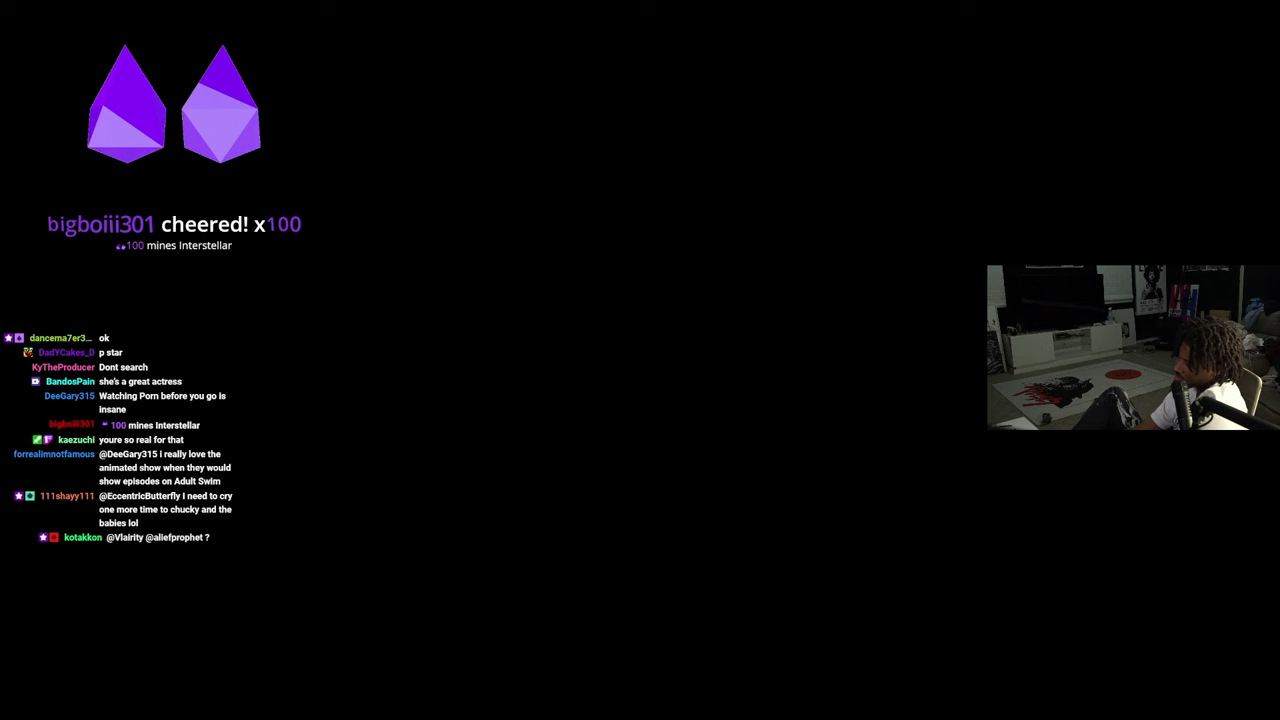 bigboiii301 cheered! x100
100 mines Interstellar
dancema7er3... ok
DadYCakes_D p star
KyTheProducer Dont search
BandosPain she's a great actress
DeeGary315 Watching Porn before you go is
insane
bigboiii301 100 mines Interstellar
kaezuchi youre so real for that
forrealimnotfamous @DeeGary315 i really love the
animated show when they would
show episodes on Adult Swim
111shayy111 @EccentricButterfly I need to cry
one more time to chucky and the
babies lol
kotakkon @Vlairity @aliefprophet ?